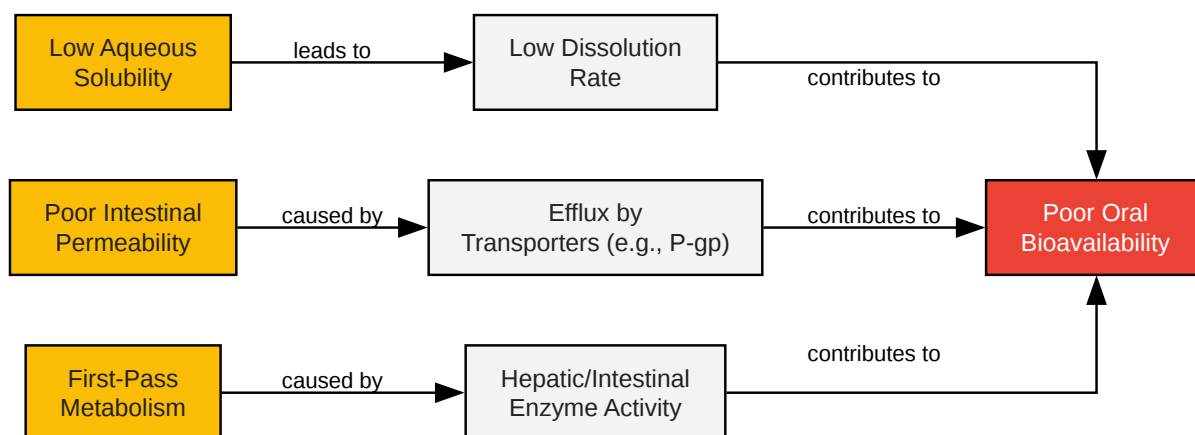 Low Aqueous
Solubility
leads to
Low Dissolution
Rate
contributes to
Poor Intestinal
Permeability
caused by
Efflux by
Transporters (e.g., P-gp)
contributes to
Poor Oral
Bioavailability
First-Pass
Metabolism
caused by
Hepatic/Intestinal
Enzyme Activity
contributes to